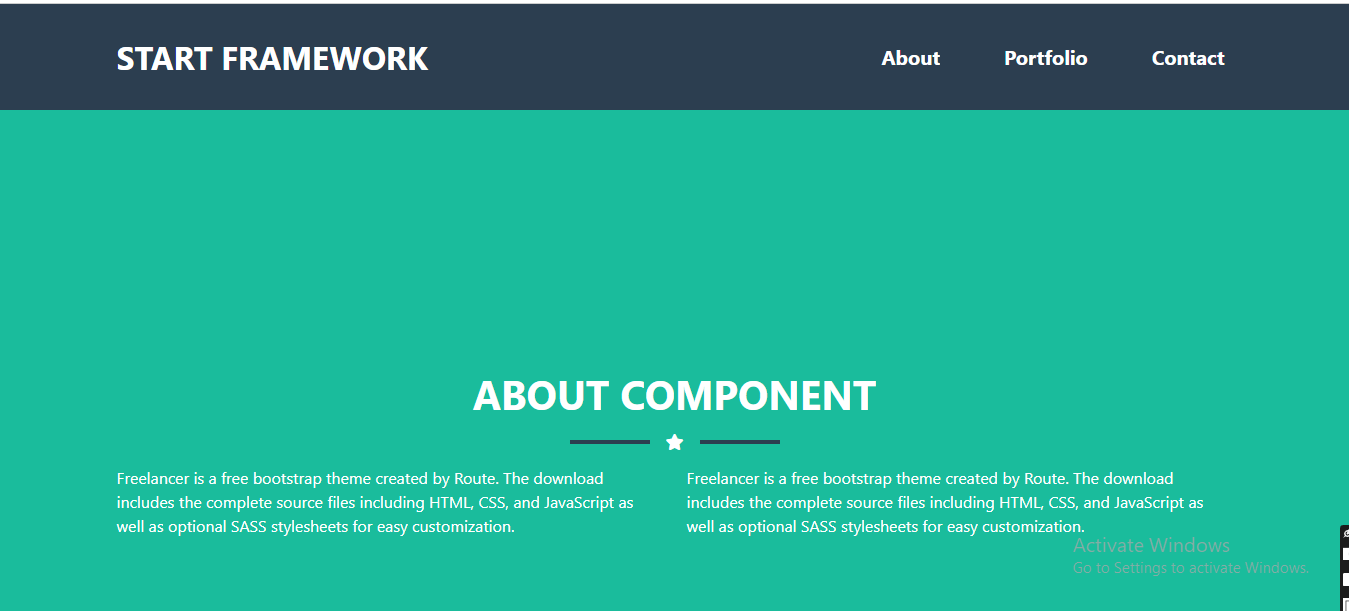 START FRAMEWORK
About Portfolio Contact
ABOUT COMPONENT
Freelancer is a free bootstrap theme created by Route. The download
includes the complete source files including HTML, CSS, and JavaScript as
well as optional SASS stylesheets for easy customization.
Freelancer is a free bootstrap theme created by Route. The download
includes the complete source files including HTML, CSS, and JavaScript as
well as optional SASS stylesheets for easy customization.
Activate Windows
Go to Settings to activate Windows.